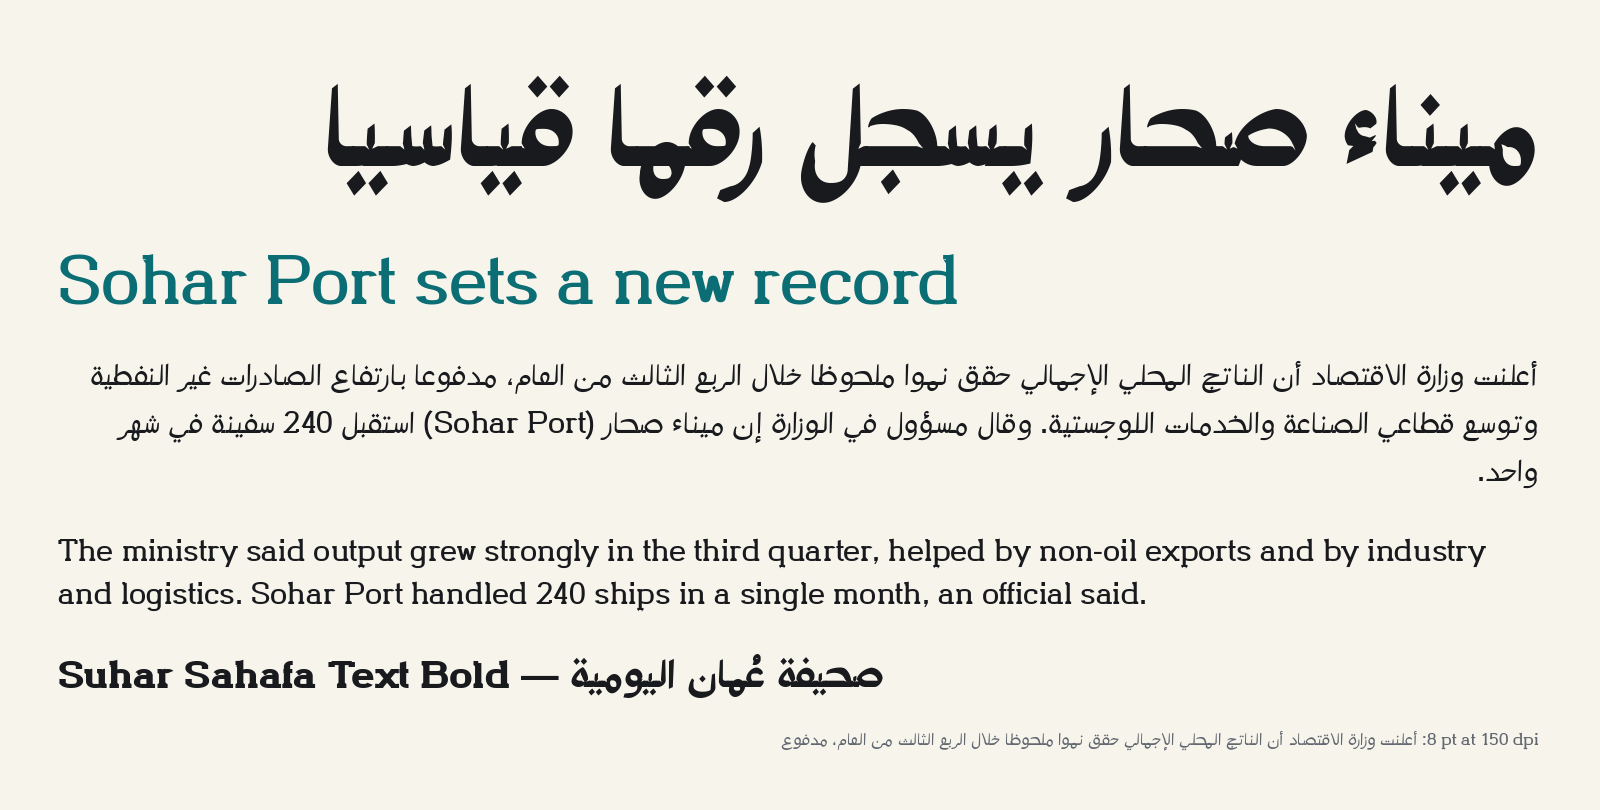 ميناء صحار يسجل رقما قياسيا
Sohar Port sets a new record
أعلنت وزارة الاقتصاد أن الناتج المحلي الإجمالي حقق نموا ملحوظا خلال الربع الثالث من العام، مدفوعا بارتفاع الصادرات غير النفطية
وتوسع قطاعي الصناعة والخدمات اللوجستية. وقال مسؤول في الوزارة إن ميناء صحار (Sohar Port) استقبل 240 سفينة في شهر
واحد.
The ministry said output grew strongly in the third quarter, helped by non-oil exports and by industry
and logistics. Sohar Port handled 240 ships in a single month, an official said.
Suhar Sahafa Text Bold — صحيفة عُمان اليومية
8 pt at 150 dpi: أعلنت وزارة الاقتصاد أن الناتج المحلي الإجمالي حقق نموا ملحوظا خلال الربع الثالث من العام، مدفوع